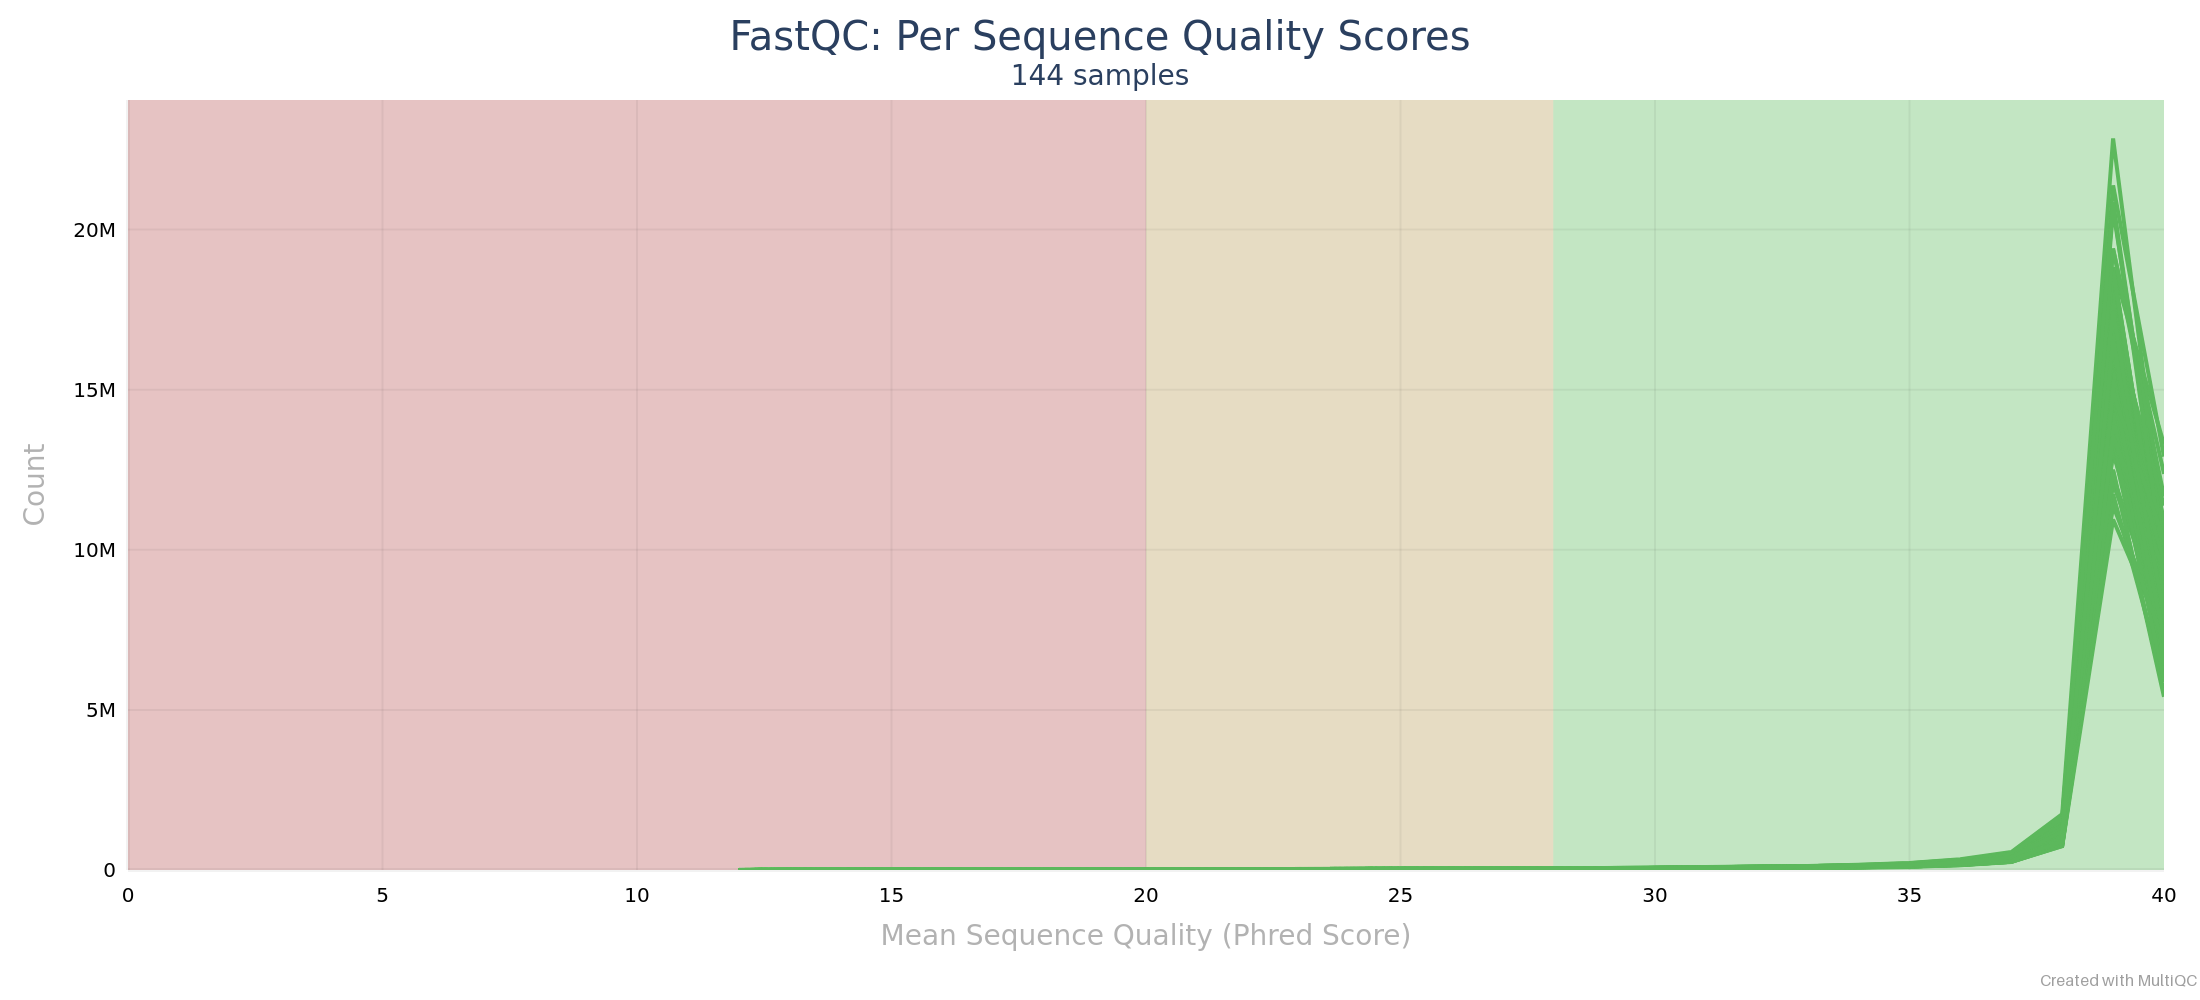 FastQC: Per Sequence Quality Scores
144 samples
20M
15M
10M
5M
0
Count
0 5 10 15 20 25 30 35 40
Mean Sequence Quality (Phred Score)
Created with MultiQC